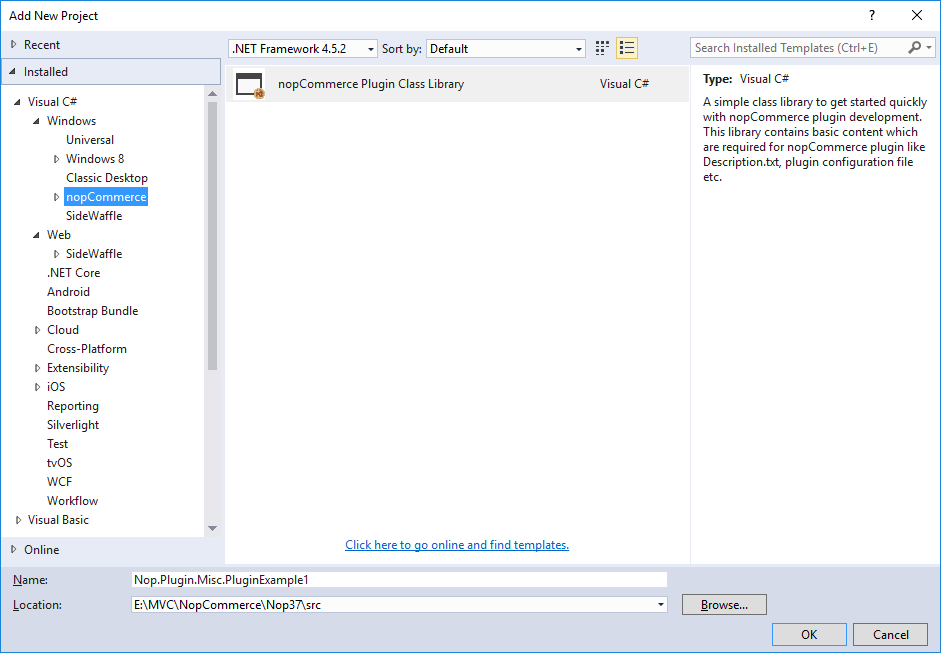 Add New Project
?
Recent
Installed
.NET Framework 4.5.2
Sort by:
Default
Search Installed Templates (Ctrl+E)
Visual C#
Windows
Universal
Windows 8
Classic Desktop
nopCommerce
SideWaffle
Web
SideWaffle
.NET Core
Android
Bootstrap Bundle
Cloud
Cross-Platform
Extensibility
iOS
Reporting
Silverlight
Test
tvOS
WCF
Workflow
Visual Basic
Online
nopCommerce Plugin Class Library
Visual C#
Click here to go online and find templates.
Type: Visual C#
A simple class library to get started quickly
with nopCommerce plugin development.
This library contains basic content which
are required for nopCommerce plugin like
Description.txt, plugin configuration file
etc.
Name:
Nop.Plugin.Misc.PluginExample1
Location:
E:\MVC\NopCommerce\Nop37\src
Browse...
OK
Cancel